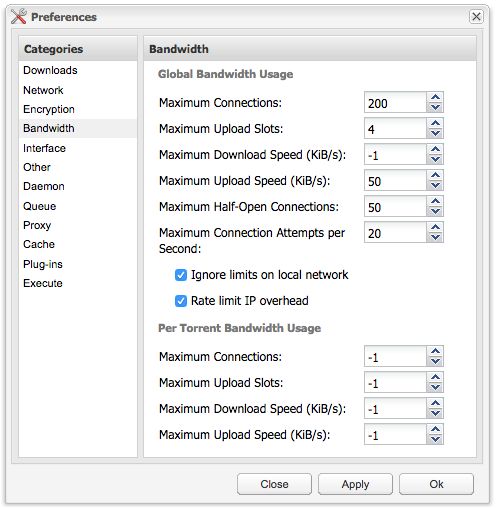 Preferences
Categories
Downloads
Network
Encryption
Bandwidth
Interface
Other
Daemon
Queue
Proxy
Cache
Plug-ins
Execute
Bandwidth
Global Bandwidth Usage
Maximum Connections: 200
Maximum Upload Slots: 4
Maximum Download Speed (KiB/s): -1
Maximum Upload Speed (KiB/s): 50
Maximum Half-Open Connections: 50
Maximum Connection Attempts per 20
Second:
Ignore limits on local network
Rate limit IP overhead
Per Torrent Bandwidth Usage
Maximum Connections: -1
Maximum Upload Slots: -1
Maximum Download Speed (KiB/s): -1
Maximum Upload Speed (KiB/s): -1
Close Apply Ok